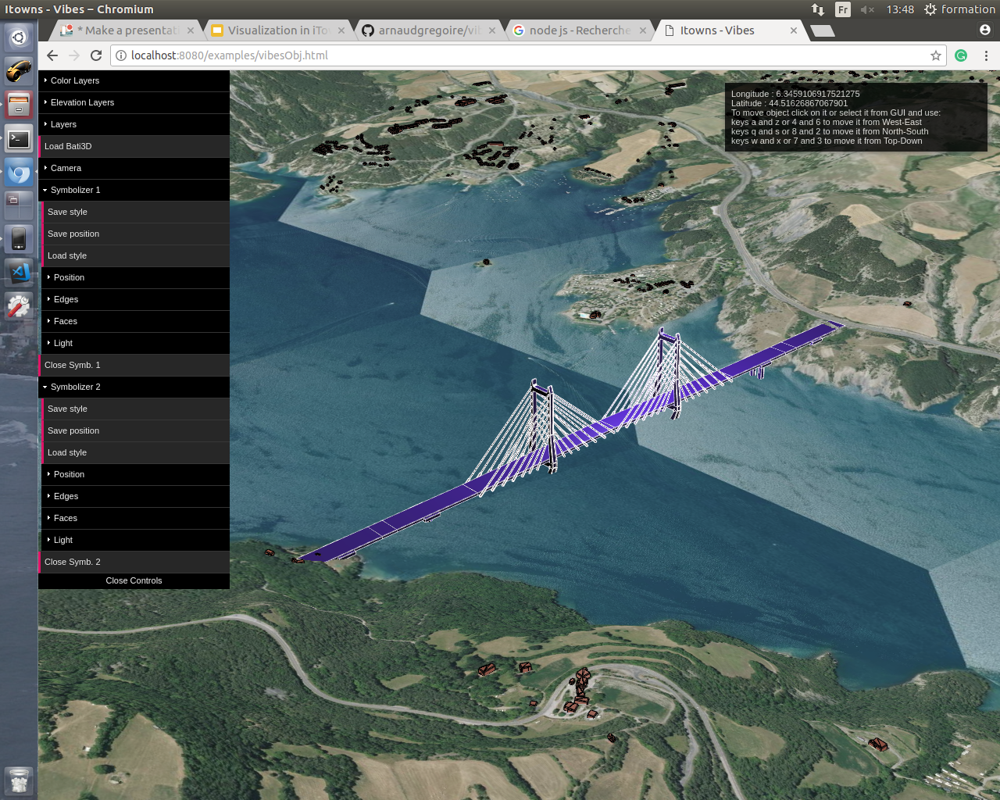 Itowns - Vibes – Chromium
Fr
13:48
formation
* Make a presentat
Visualization in iTo
arnaudgregoire/vi
node js - Recherche
Itowns - Vibes
localhost:8080/examples/vibesObj.html
Color Layers
Elevation Layers
Layers
Load Bati3D
Camera
Symbolizer 1
Save style
Save position
Load style
Position
Edges
Faces
Light
Close Symb. 1
Symbolizer 2
Save style
Save position
Load style
Position
Edges
Faces
Light
Close Symb. 2
Close Controls
Longitude : 6.3459106917521275
Latitude : 44.51626867067901
To move object click on it or select it from GUI and use:
keys a and z or 4 and 6 to move it from West-East
keys q and s or 8 and 2 to move it from North-South
keys w and x or 7 and 3 to move it from Top-Down